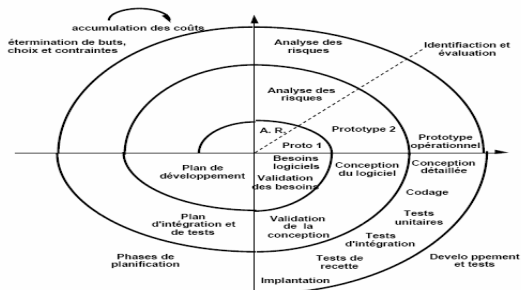 accumulation des coûts
étermination de buts,
choix et contraintes
Analyse des
risques
Identifiaction et
évaluation
Analyse des
risques
A. R.
Proto 1
Prototype 2
Prototype
opérationnel
Besoins
logiciels
Validation
des besoins
Conception
du logiciel
Conception
détaillée
Plan de
développement
Codage
Tests
unitaires
Plan
d'intégration et
de tests
Validation
de la
conception
Tests
d'intégration
Tests de
recette
Phases de
planification
Develo ppement
et tests
Implantation